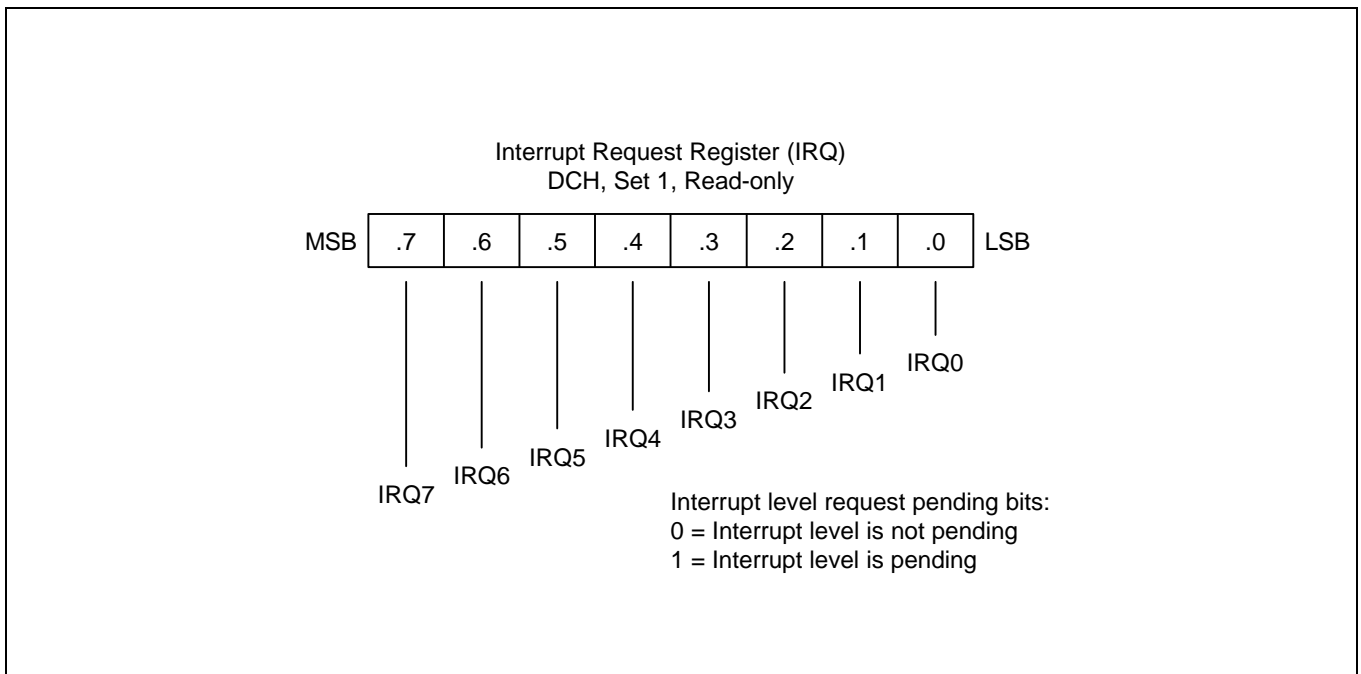 Interrupt Request Register (IRQ)
DCH, Set 1, Read-only
MSB .7 .6 .5 .4 .3 .2 .1 .0 LSB
IRQ0
IRQ1
IRQ2
IRQ3
IRQ4
IRQ5
IRQ6
IRQ7
Interrupt level request pending bits:
0 = Interrupt level is not pending
1 = Interrupt level is pending